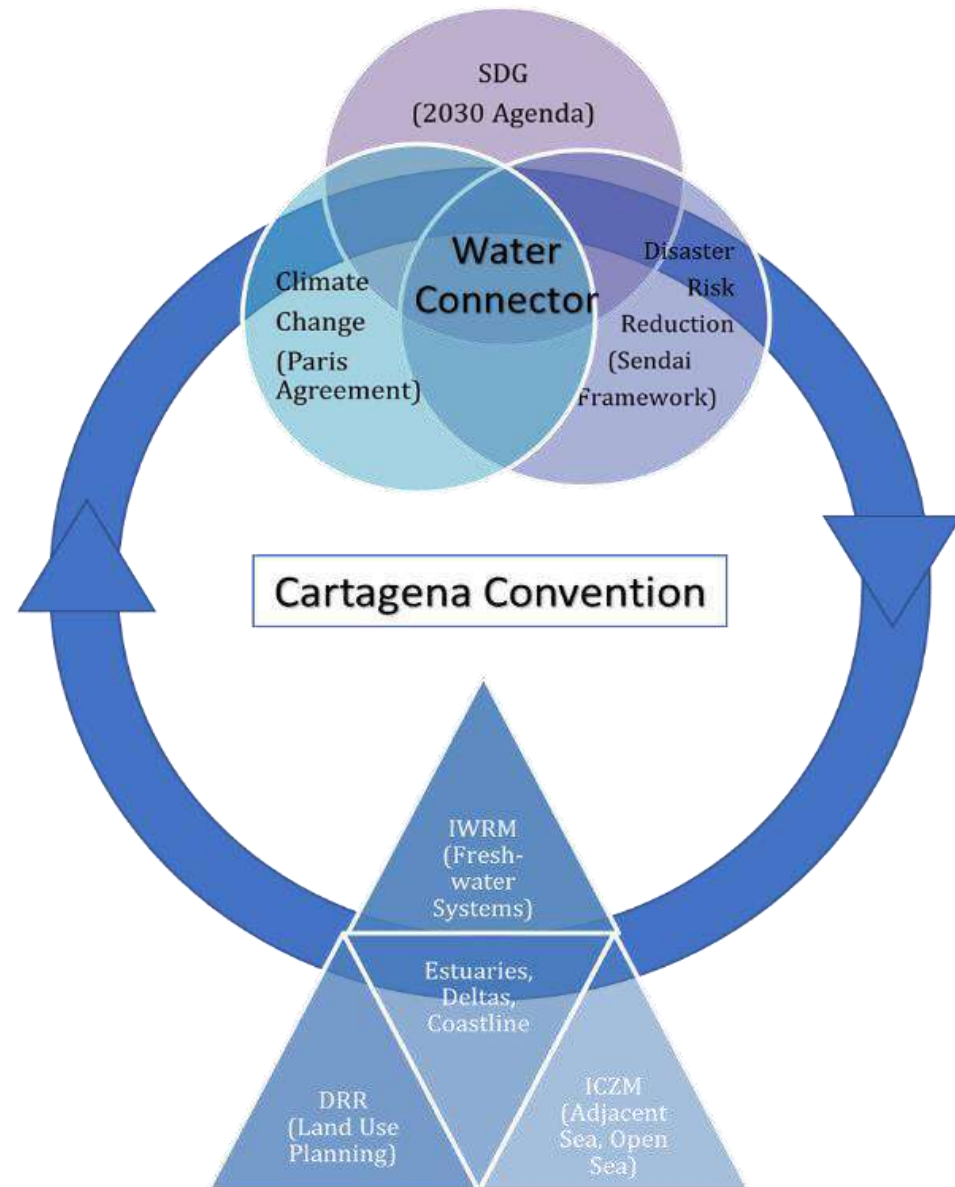 SDG
(2030 Agenda)
Water
Connector
Climate
Change
(Paris
Agreement)
Disaster
Risk
Reduction
(Sendai
Framework)
Cartagena Convention
IWRM
(Fresh-
water
Systems)
Estuaries,
Deltas,
Coastline
DRR
(Land Use
Planning)
ICZM
(Adjacent
Sea, Open
Sea)